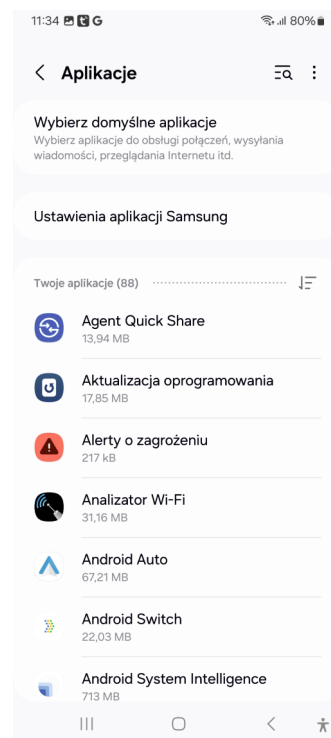 11:34 G 80%
Aplikacje
Wybierz domyślne aplikacje
Wybierz aplikacje do obsługi połączeń, wysyłania
wiadomości, przeglądania Internetu itd.
Ustawienia aplikacji Samsung
Twoje aplikacje (88)
Agent Quick Share
13,94 MB
Aktualizacja oprogramowania
17,85 MB
Alerty o zagrożeniu
217 kB
Analizator Wi-Fi
31,16 MB
Android Auto
67,21 MB
Android Switch
22,03 MB
Android System Intelligence
713 MB